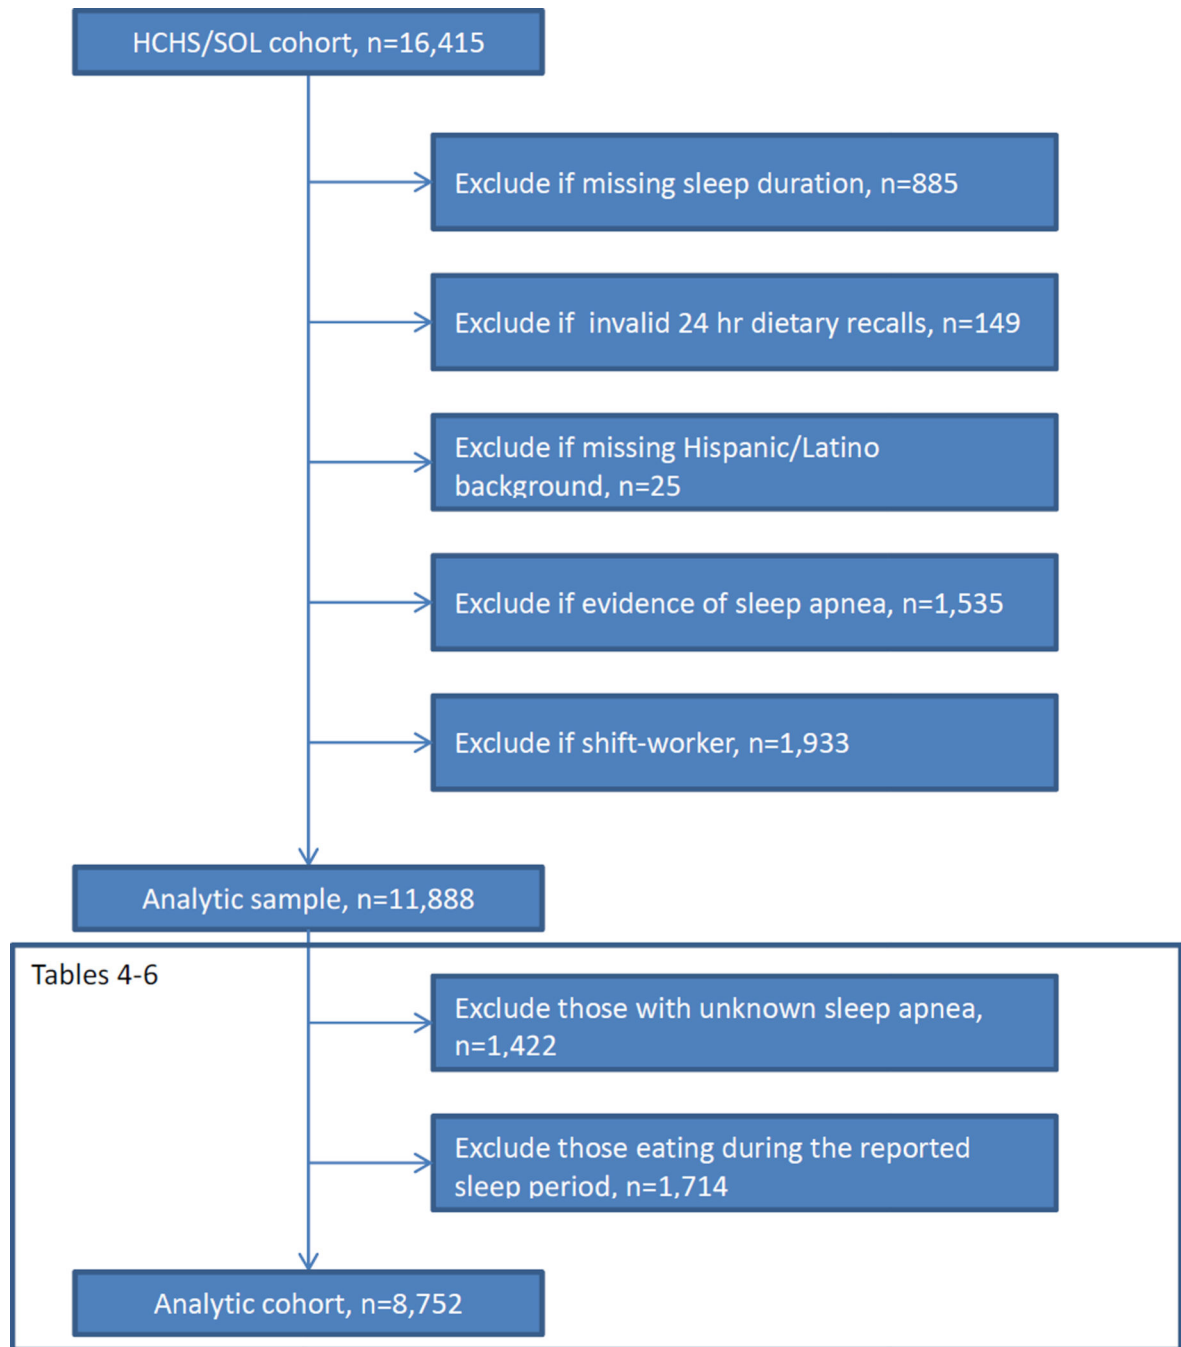 HCHS/SOL cohort, n=16,415
Exclude if missing sleep duration, n=885
Exclude if  invalid 24 hr dietary recalls, n=149
Exclude if missing Hispanic/Latino
background, n=25
Exclude if evidence of sleep apnea, n=1,535
Exclude if shift-worker, n=1,933
Analytic sample, n=11,888
Tables 4-6
Exclude those with unknown sleep apnea,
n=1,422
Exclude those eating during the reported
sleep period, n=1,714
Analytic cohort, n=8,752